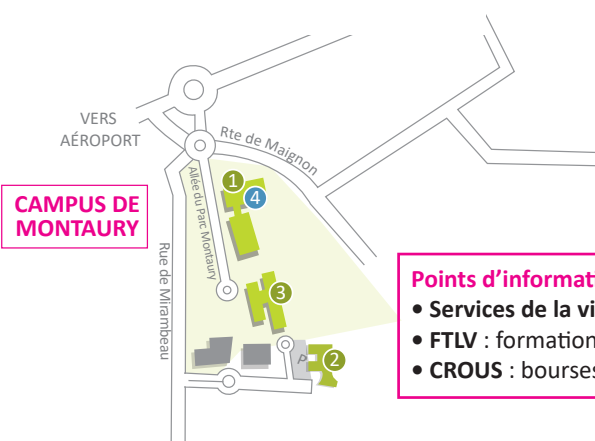 VERS
AÉROPORT
Rte de Maignon
1
4
CAMPUS DE
MONTAURY
Allée du Parc Montaury
Rue de Mirambeau
3
P
2
Points d'informati
• Services de la vi
• FTLV : formation
• CROUS : bourses